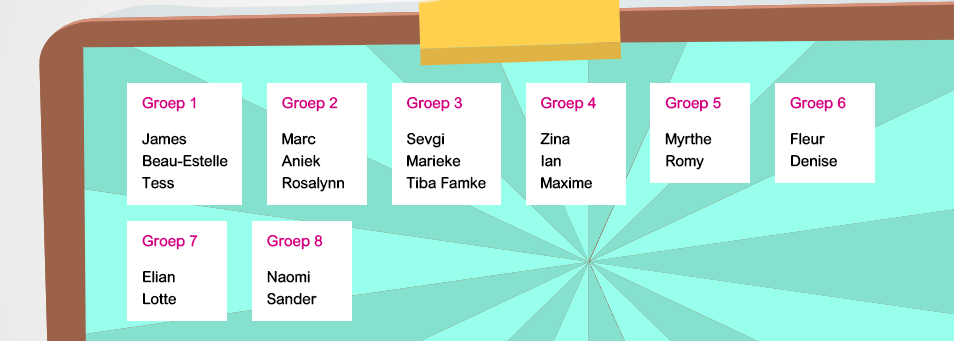 Groep 1
James
Beau-Estelle
Tess
Groep 2
Marc
Aniek
Rosalynn
Groep 3
Sevgi
Marieke
Tiba Famke
Groep 4
Zina
Ian
Maxime
Groep 5
Myrthe
Romy
Groep 6
Fleur
Denise
Groep 7
Elian
Lotte
Groep 8
Naomi
Sander